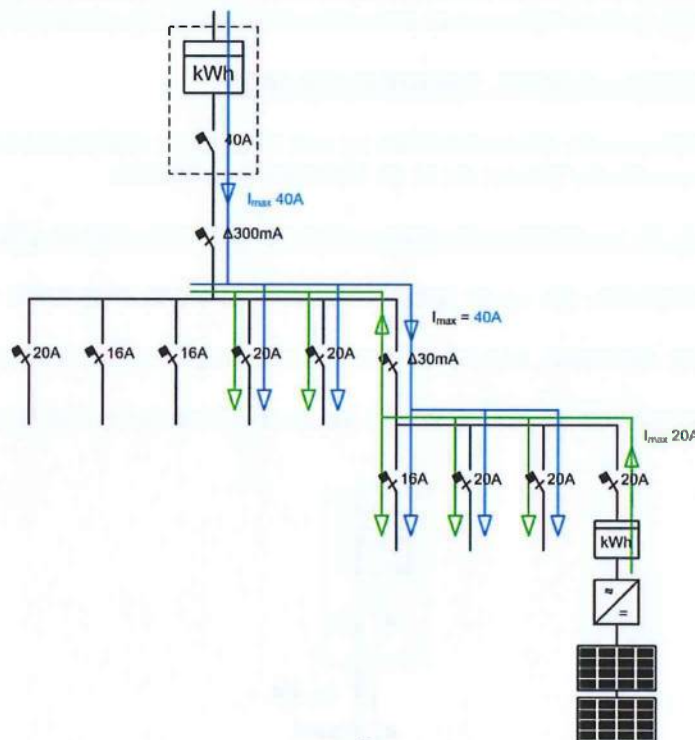 kWh
40A
Imax 40A
Δ300mA
Imax = 40A
20A
16A
16A
20A
20A
Δ30mA
Imax 20A
16A
20A
20A
20A
kWh
≈
=